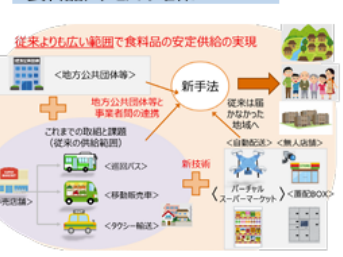 従来よりも広い範囲で食料品の安定供給の実現
<地方公共団体等>
新手法
地方公共団体等と
事業者間の連携
従来は届
かなかった
地域へ
これまでの取組と課題
(従来の供給範囲)
<巡回バス>
<移動販売車>
<タクシー輸送>
売店舗>
新技術
<自動配送>
<無人店舗>
バーチャル
スーパーマーケット
<置配BOX>